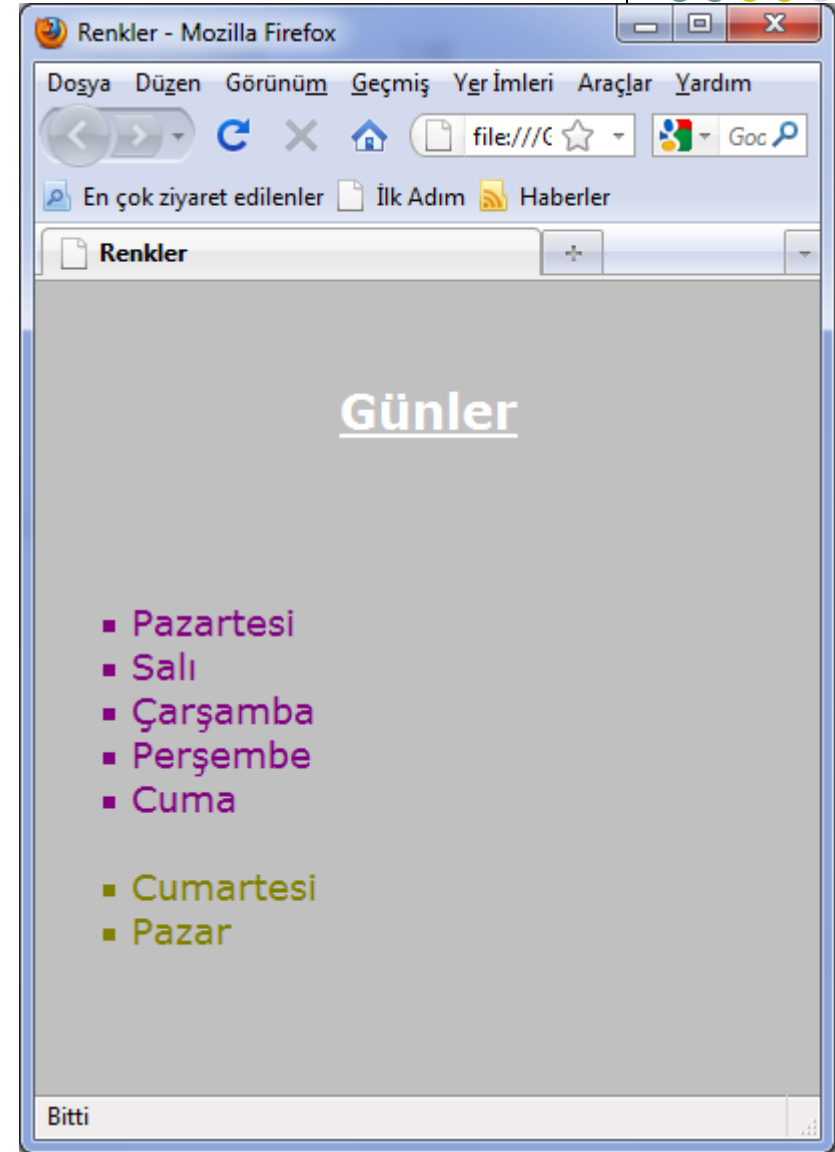 Renkler - Mozilla Firefox
Dosya Düzen Görünüm Geçmiş Yer İmleri Araçlar Yardım
file:///
En çok ziyaret edilenler İlk Adım Haberler
Renkler
Günler
Pazartesi
Salı
Çarşamba
Perşembe
Cuma
Cumartesi
Pazar
Bitti